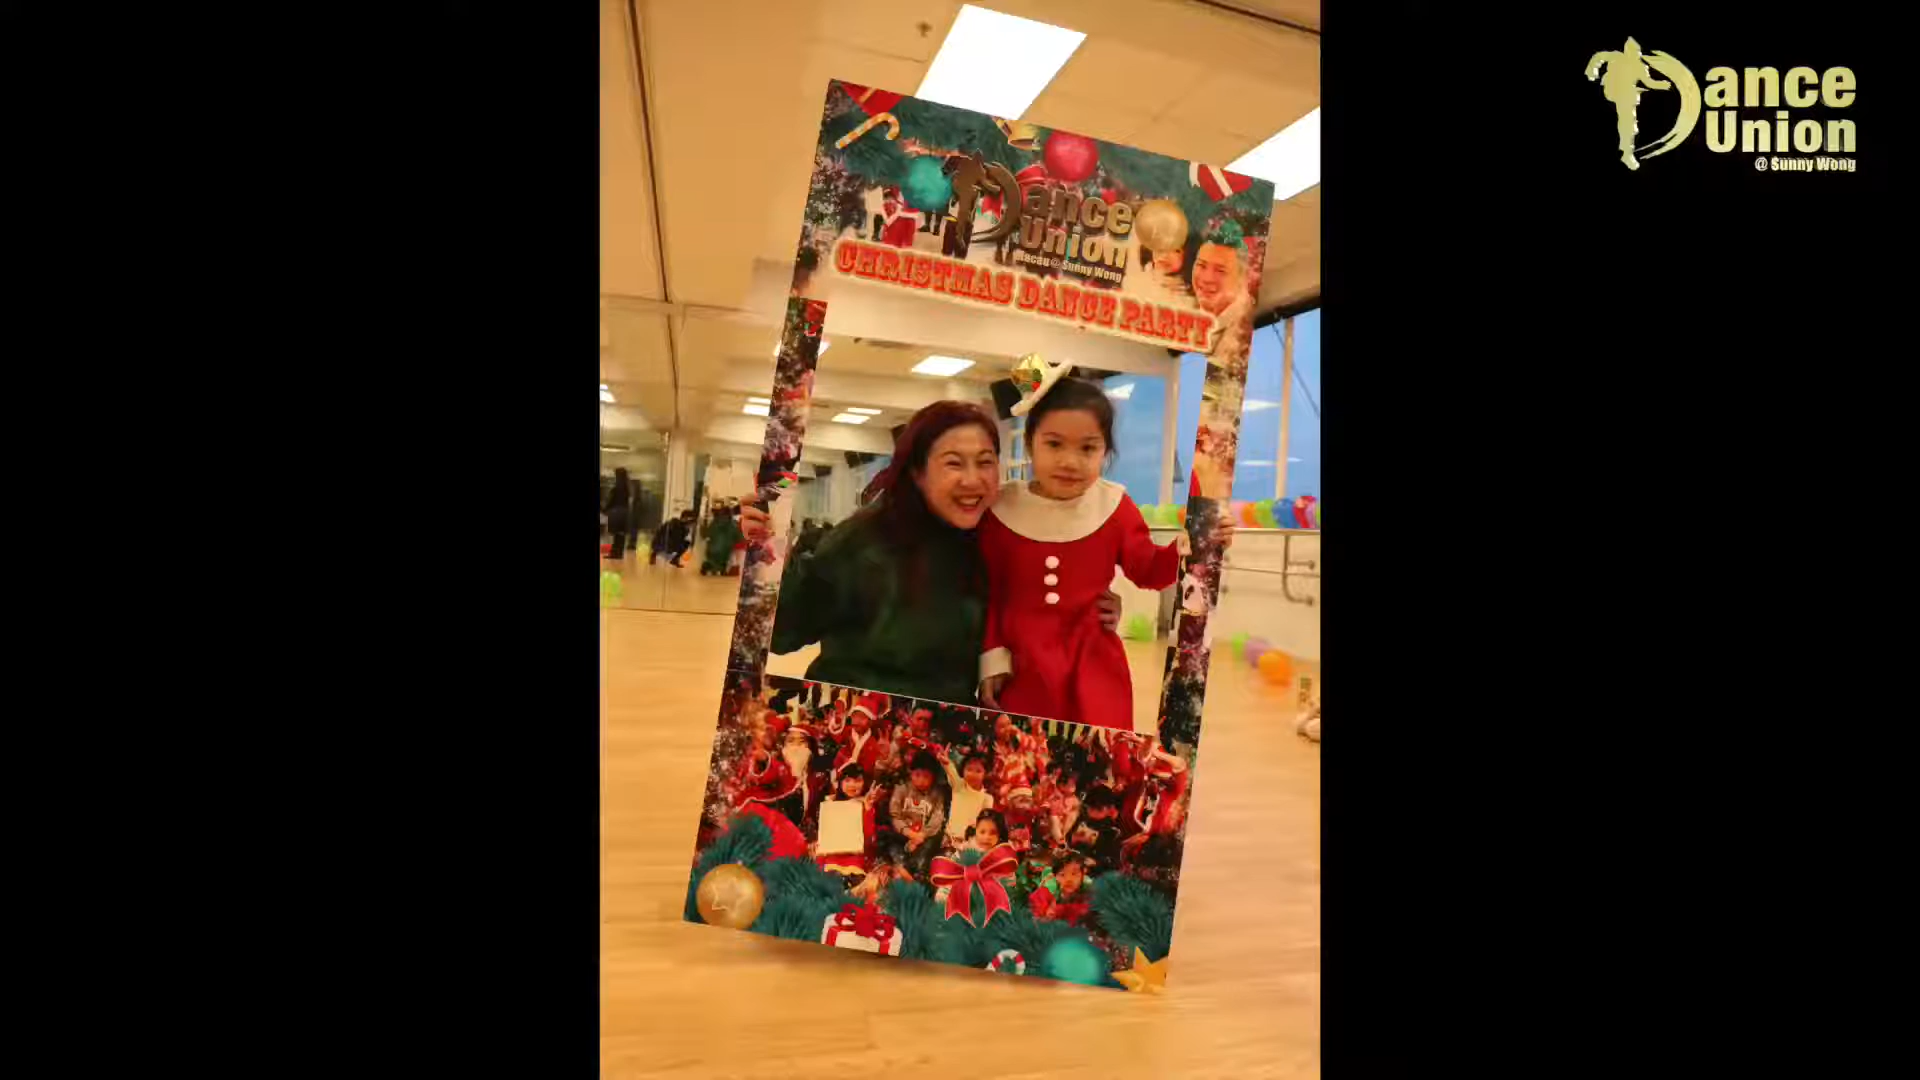 Dance
Union
@ Sunny Wong
Dance
Union
Macau @ Sunny Wong
CHRISTMAS DANCE PARTY